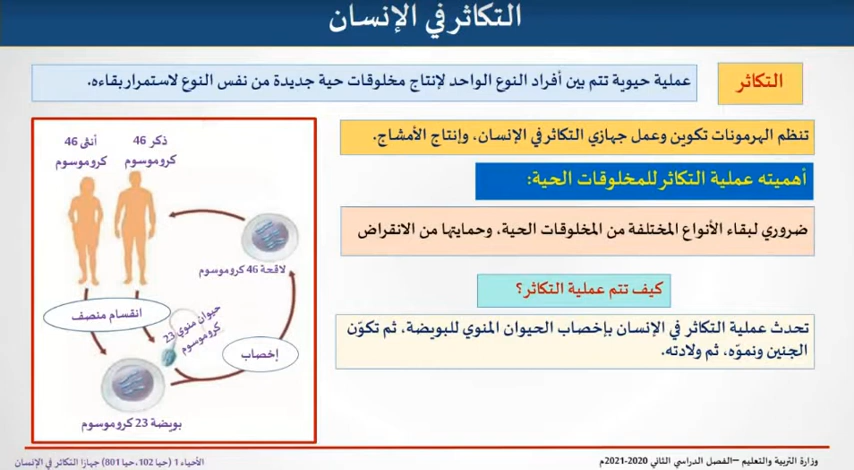 التكاثر في الإنسان
التكاثر
عملية حيوية تتم بين أفراد النوع الواحد لإنتاج مخلوقات حية جديدة من نفس النوع لاستمرار بقاءه.
تنظم الهرمونات تكوين وعمل جهازي التكاثر في الإنسان، وإنتاج الأمشاج.
أهميته عملية التكاثر للمخلوقات الحية:
ضروري لبقاء الأنواع المختلفة من المخلوقات الحية، وحمايتها من الانقراض
كيف تتم عملية التكاثر؟
تحدث عملية التكاثر في الإنسان بإخصاب الحيوان المنوي للبويضة، ثم تكوّن
الجنين ونموّه، ثم ولادته.
ذكر 46
كروموسوم
أنثى 46
كروموسوم
لاقحة 46 كروموسوم
انقسام منصف
حيوان منوي 23
كروموسوم
إخصاب
بويضة 23 كروموسوم
وزارة التربية والتعليم –الفصل الدراسي الثاني 2020-2021م
الأحياء 1 (حيا 102، حيا 801) جهازا التكاثر في الإنسان